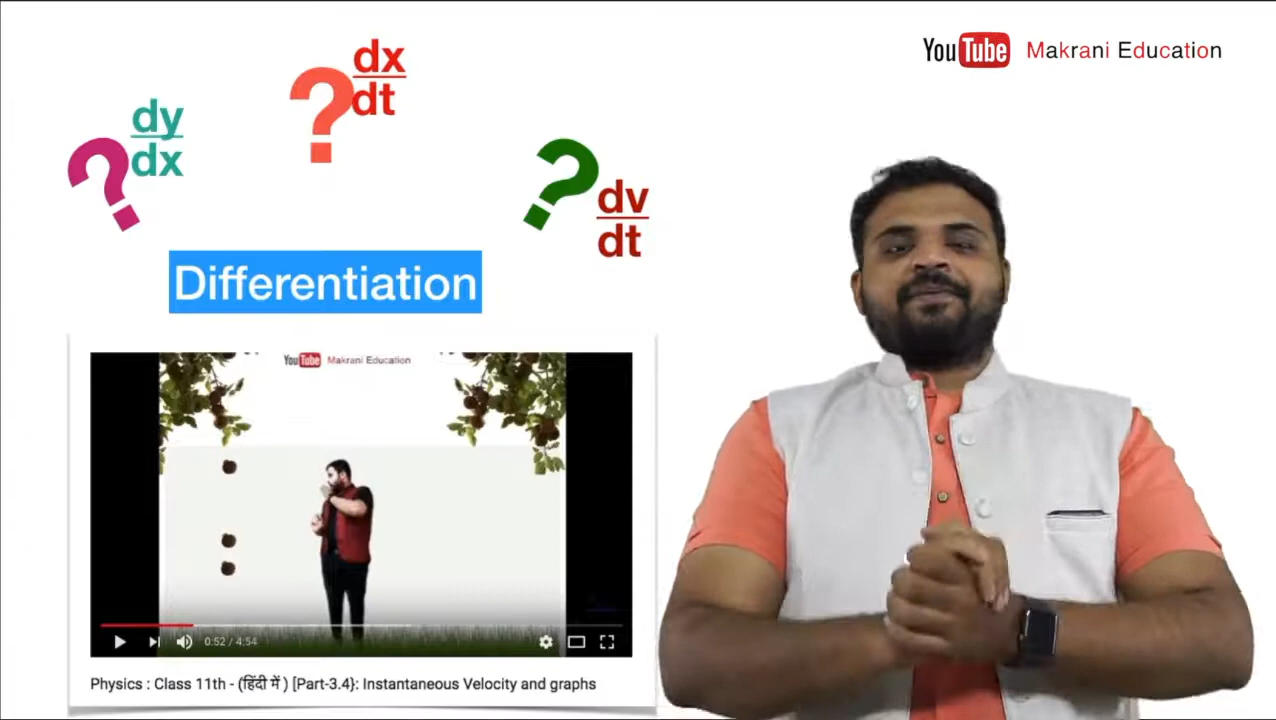 YouTube Makrani Education
dx
dt
?
dy
dx
?
?
dv
dt
Differentiation
YouTube Makrani Education
0:52 / 4:54
Physics : Class 11th - (हिंदी में ) [Part-3.4}: Instantaneous Velocity and graphs